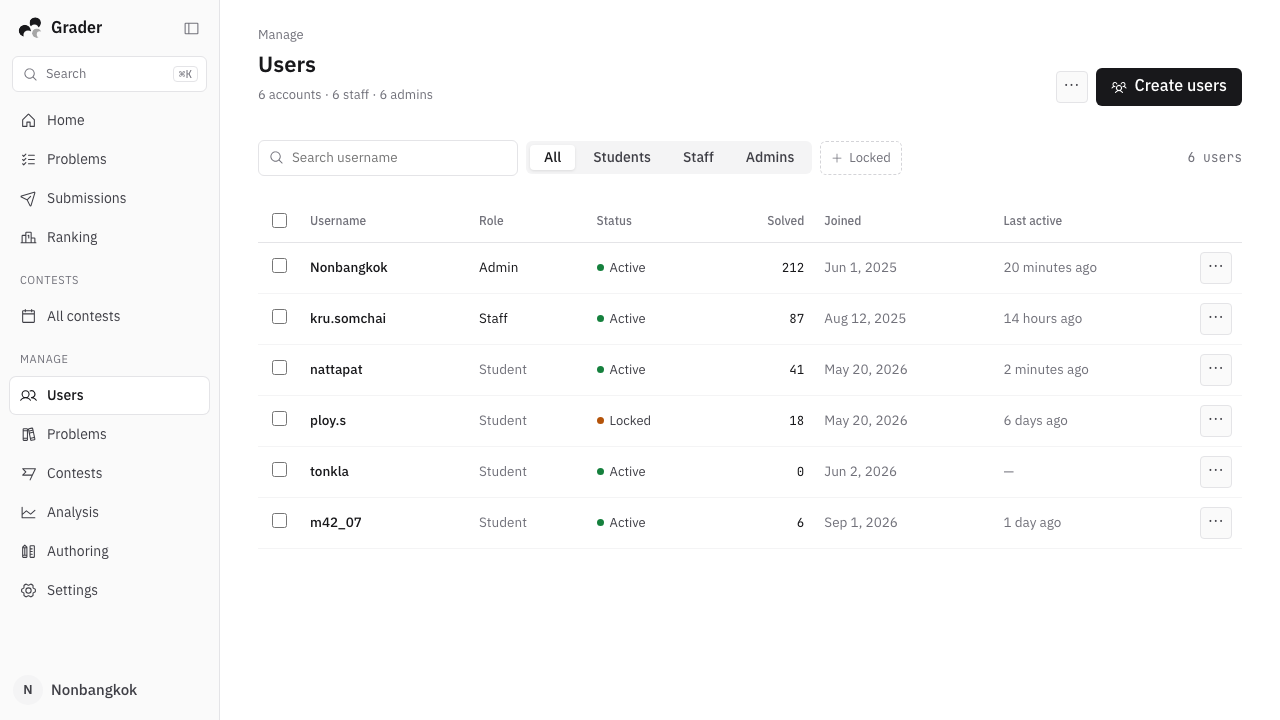 Grader
Search ⌘K
Home
Problems
Submissions
Ranking
CONTESTS
All contests
MANAGE
Users
Problems
Contests
Analysis
Authoring
Settings
N Nonbangkok
Manage
Users
6 accounts · 6 staff · 6 admins
··· Create users
Search username All Students Staff Admins + Locked 6 users
Username Role Status Solved Joined Last active
Nonbangkok Admin Active 212 Jun 1, 2025 20 minutes ago ···
kru.somchai Staff Active 87 Aug 12, 2025 14 hours ago ···
nattapat Student Active 41 May 20, 2026 2 minutes ago ···
ploy.s Student Locked 18 May 20, 2026 6 days ago ···
tonkla Student Active 0 Jun 2, 2026 — ···
m42_07 Student Active 6 Sep 1, 2026 1 day ago ···